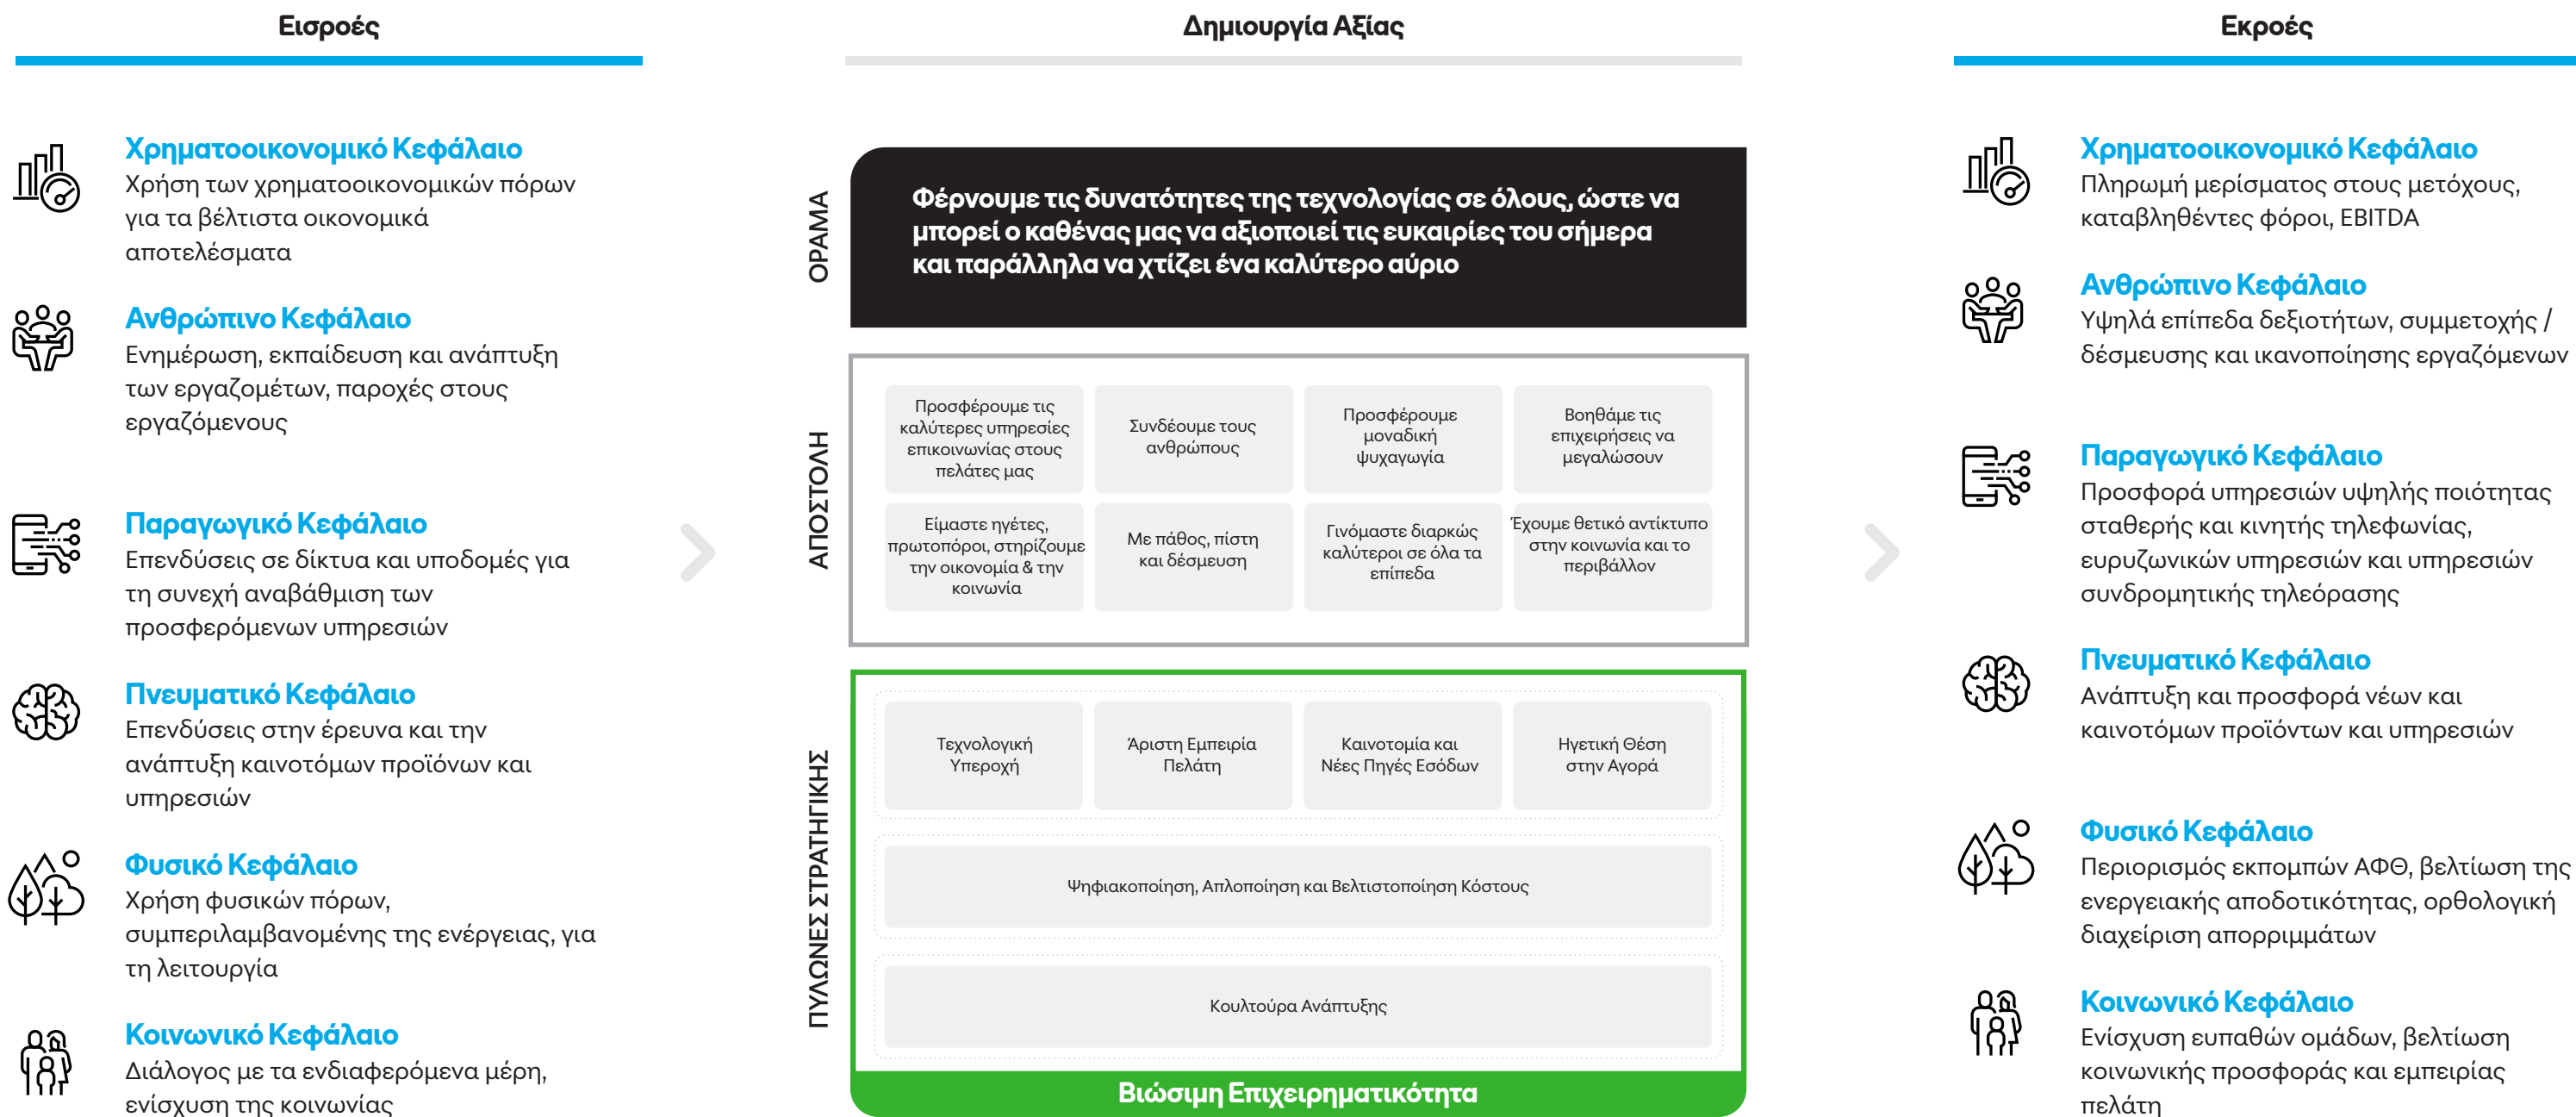 Εισροές
Χρηματοοικονομικό Κεφάλαιο
Χρήση των χρηματοοικονομικών πόρων
για τα βέλτιστα οικονομικά
αποτελέσματα
Ανθρώπινο Κεφάλαιο
Ενημέρωση, εκπαίδευση και ανάπτυξη
των εργαζομέτων, παροχές στους
εργαζόμενους
Παραγωγικό Κεφάλαιο
Επενδύσεις σε δίκτυα και υποδομές για
τη συνεχή αναβάθμιση των
προσφερόμενων υπηρεσιών
Πνευματικό Κεφάλαιο
Επενδύσεις στην έρευνα και την
ανάπτυξη καινοτόμων προϊόνων και
υπηρεσιών
Φυσικό Κεφάλαιο
Χρήση φυσικών πόρων,
συμπεριλαμβανομένης της ενέργειας, για
τη λειτουργία
Κοινωνικό Κεφάλαιο
Διάλογος με τα ενδιαφερόμενα μέρη,
ενίσχυση της κοινωνίας
Δημιουργία Αξίας
ΟΡΑΜΑ
Φέρνουμε τις δυνατότητες της τεχνολογίας σε όλους, ώστε να
μπορεί ο καθένας μας να αξιοποιεί τις ευκαιρίες του σήμερα
και παράλληλα να χτίζει ένα καλύτερο αύριο
ΑΠΟΣΤΟΛΗ
Προσφέρουμε τις
καλύτερες υπηρεσίες
επικοινωνίας στους
πελάτες μας
Συνδέουμε τους
ανθρώπους
Προσφέρουμε
μοναδική
ψυχαγωγία
Βοηθάμε τις
επιχειρήσεις να
μεγαλώσουν
Είμαστε ηγέτες,
πρωτοπόροι, στηρίζουμε
την οικονομία & την
κοινωνία
Με πάθος, πίστη
και δέσμευση
Γινόμαστε διαρκώς
καλύτεροι σε όλα τα
επίπεδα
Έχουμε θετικό αντίκτυπο
στην κοινωνία και το
περιβάλλον
ΠΥΛΩΝΕΣ ΣΤΡΑΤΗΓΙΚΗΣ
Τεχνολογική
Υπεροχή
Άριστη Εμπειρία
Πελάτη
Καινοτομία και
Νέες Πηγές Εσόδων
Ηγετική Θέση
στην Αγορά
Ψηφιακοποίηση, Απλοποίηση και Βελτιστοποίηση Κόστους
Κουλτούρα Ανάπτυξης
Βιώσιμη Επιχειρηματικότητα
Εκροές
Χρηματοοικονομικό Κεφάλαιο
Πληρωμή μερίσματος στους μετόχους,
καταβληθέντες φόροι, EBITDA
Ανθρώπινο Κεφάλαιο
Υψηλά επίπεδα δεξιοτήτων, συμμετοχής /
δέσμευσης και ικανοποίησης εργαζόμενων
Παραγωγικό Κεφάλαιο
Προσφορά υπηρεσιών υψηλής ποιότητας
σταθερής και κινητής τηλεφωνίας,
ευρυζωνικών υπηρεσιών και υπηρεσιών
συνδρομητικής τηλεόρασης
Πνευματικό Κεφάλαιο
Ανάπτυξη και προσφορά νέων και
καινοτόμων προϊόντων και υπηρεσιών
Φυσικό Κεφάλαιο
Περιορισμός εκπομπών ΑΦΘ, βελτίωση της
ενεργειακής αποδοτικότητας, ορθολογική
διαχείριση απορριμμάτων
Κοινωνικό Κεφάλαιο
Ενίσχυση ευπαθών ομάδων, βελτίωση
κοινωνικής προσφοράς και εμπειρίας
πελάτη